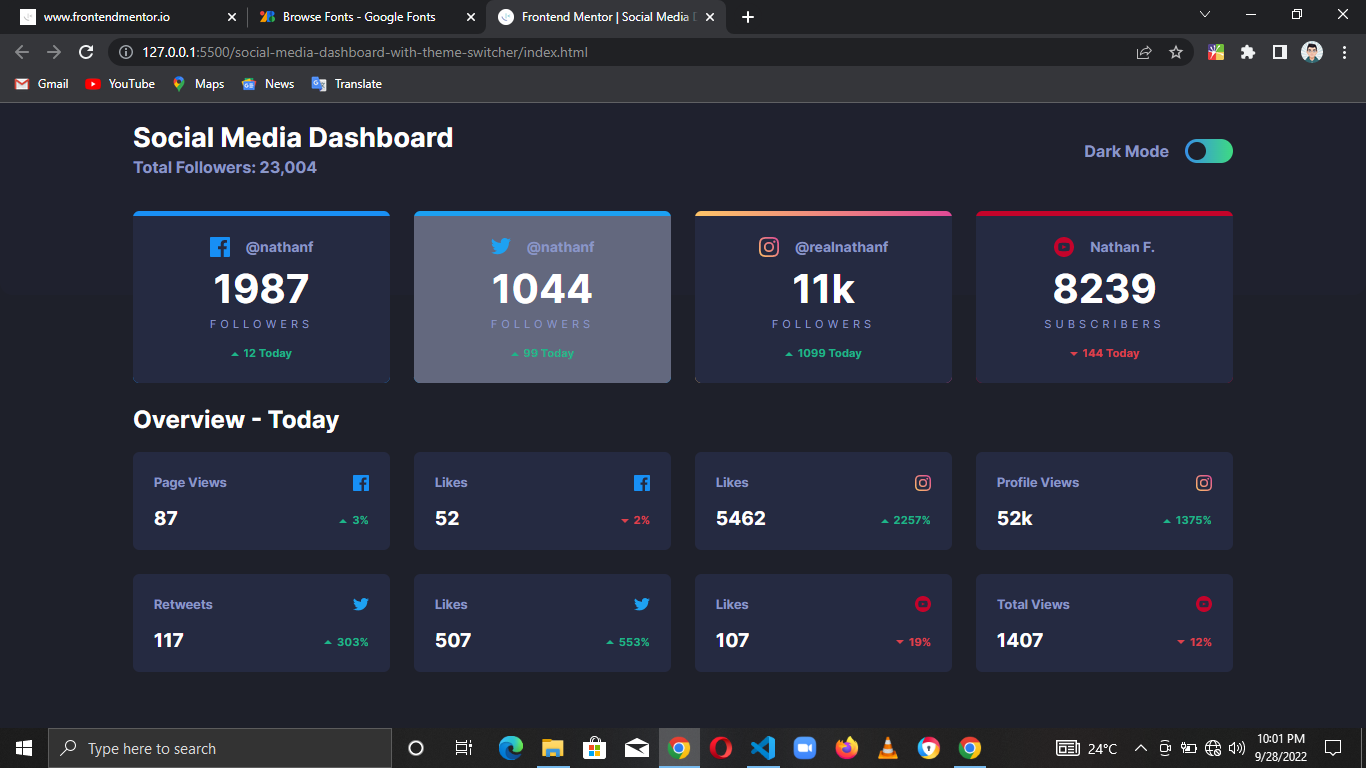 www.frontendmentor.io
Browse Fonts - Google Fonts
Frontend Mentor | Social Media D
127.0.0.1:5500/social-media-dashboard-with-theme-switcher/index.html
Gmail YouTube Maps News Translate
Social Media Dashboard
Total Followers: 23,004
Dark Mode
@nathanf
1987
FOLLOWERS
12 Today
@nathanf
1044
FOLLOWERS
99 Today
@realnathanf
11k
FOLLOWERS
1099 Today
Nathan F.
8239
SUBSCRIBERS
144 Today
Overview - Today
Page Views
87 3%
Likes
52 2%
Likes
5462 2257%
Profile Views
52k 1375%
Retweets
117 303%
Likes
507 553%
Likes
107 19%
Total Views
1407 12%
Type here to search
24°C
10:01 PM
9/28/2022